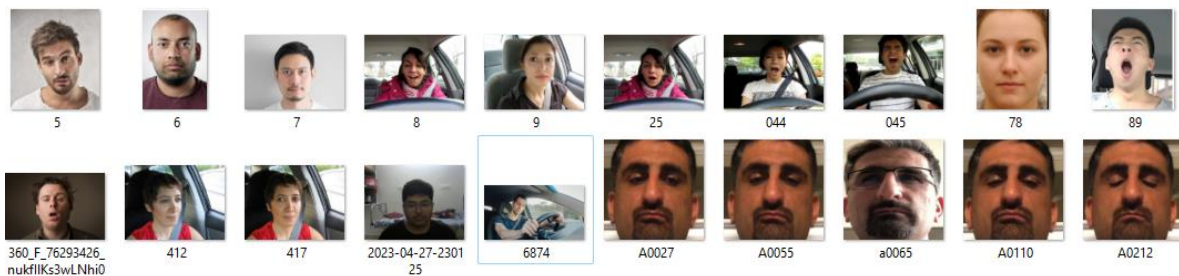 5
6
7
8
9
25
044
045
78
89
360_F_76293426_
nukfIIKs3wLNhi0
412
417
2023-04-27-2301
25
6874
A0027
A0055
a0065
A0110
A0212